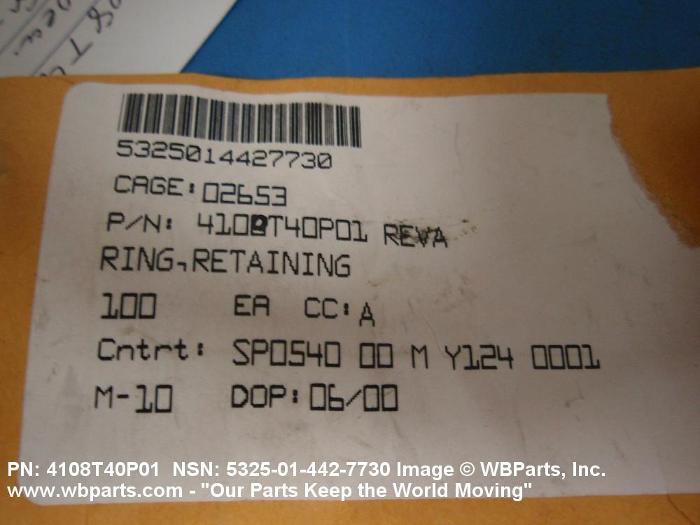 5325014427730
CAGE: 02653
P/N: 4108T40P01 REVA
RING,RETAINING
100 EA CC: A
Cntrt: SP0540 00 M Y124 0001
M-10 DOP: 06/00
PN: 4108T40P01 NSN: 5325-01-442-7730 Image © WBParts, Inc.
www.wbparts.com - "Our Parts Keep the World Moving"